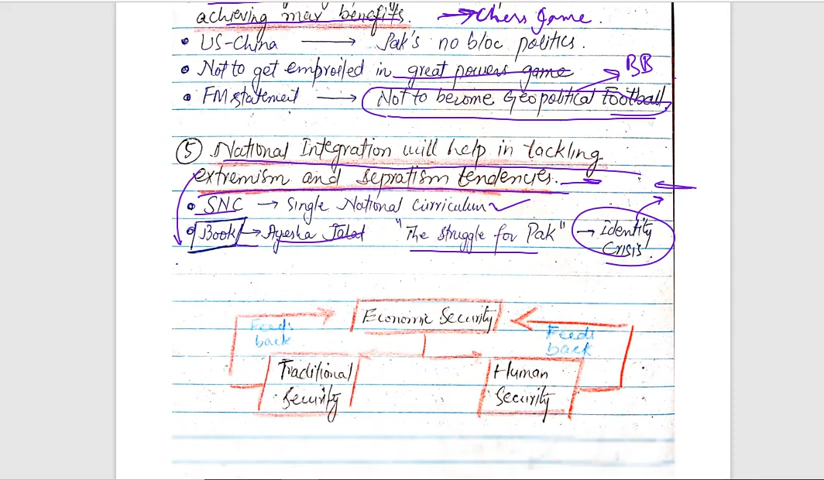 achieving max benefits. → Chess game.
• US-China → Pak's no bloc politics.
• Not to get emproiled in great powers game → BB
• FM statement → Not to become Geopolitical Football
⑤ National Integration will help in tackling
extremism and sepratism tendencies.
• SNC → Single National Curriculum ✓
• Book → Ayesha Jalal "The Struggle for Pak" → Identity
Crisis.
Economic Security
Feed back
Feed back
Traditional
Security
Human
Security